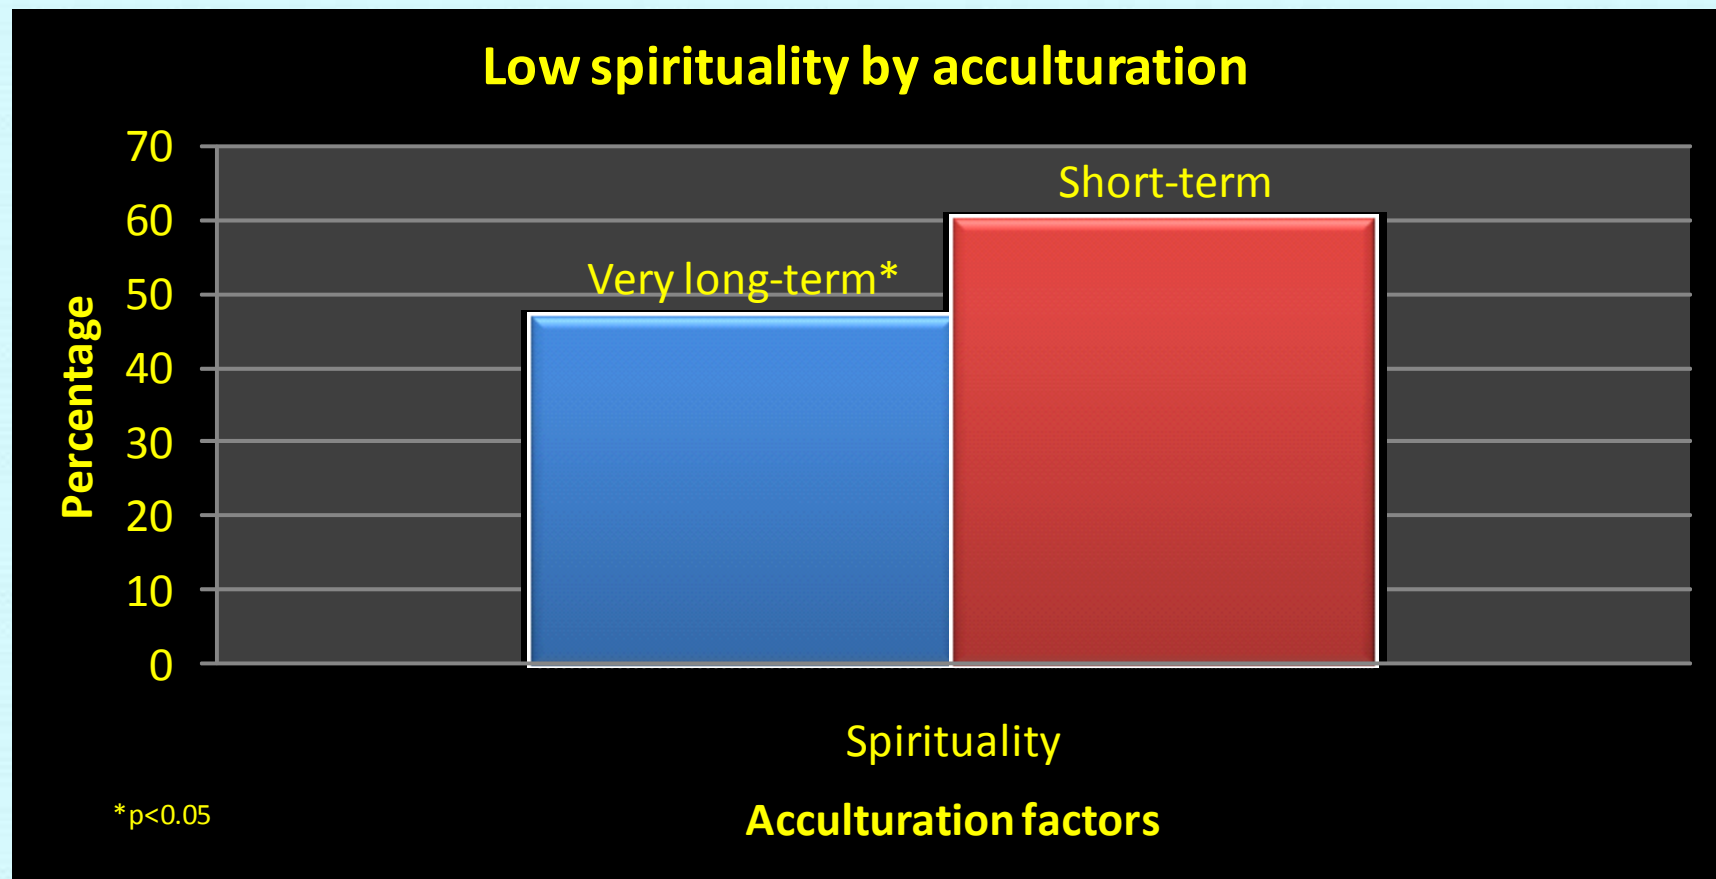 Low spirituality by acculturation
70
60
50
40
30
20
10
0
Percentage
Very long-term*
Short-term
Spirituality
*p<0.05
Acculturation factors